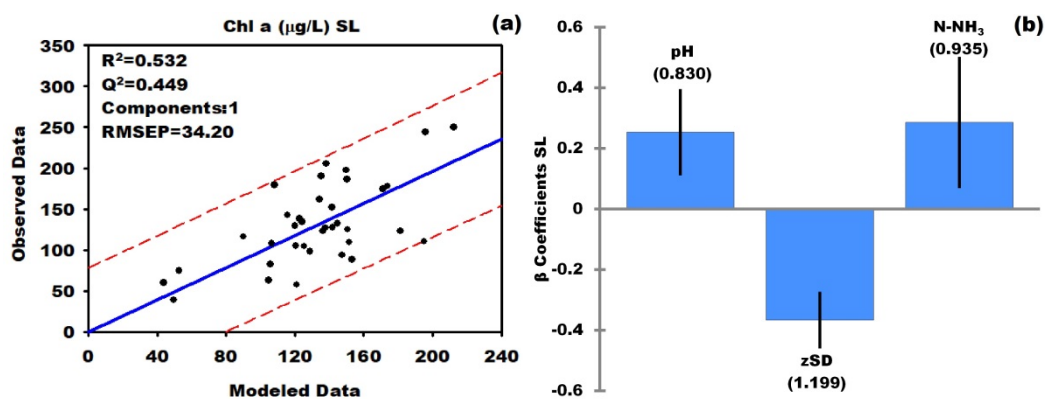 Chl a (µg/L) SL
(a)
R²=0.532
Q²=0.449
Components:1
RMSEP=34.20
Observed Data
350
300
250
200
150
100
50
0
0 40 80 120 160 200 240
Modeled Data
(b)
β Coefficients SL
0.6
0.4
0.2
0
-0.2
-0.4
-0.6
pH
(0.830)
zSD
(1.199)
N-NH₃
(0.935)